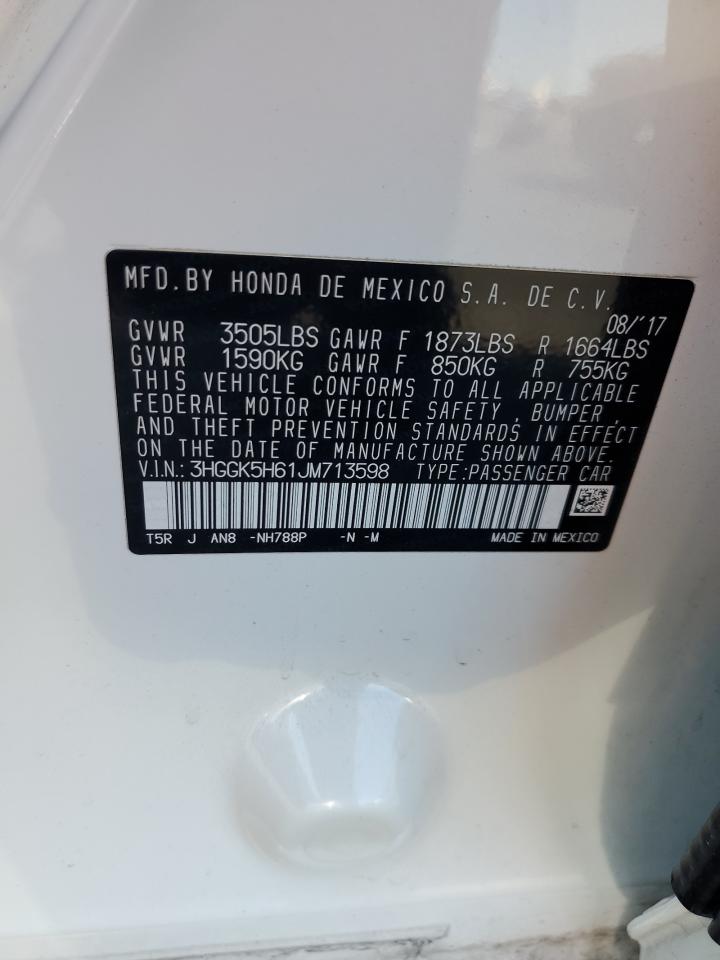 MFD.BY HONDA DE MEXICO S.A. DE C.V.
08/'17
GVWR 3505LBS GAWR F 1873LBS R 1664LBS
GVWR 1590KG GAWR F 850KG R 755KG
THIS VEHICLE CONFORMS TO ALL APPLICABLE
FEDERAL MOTOR VEHICLE SAFETY , BUMPER ,
AND THEFT PREVENTION STANDARDS IN EFFECT
ON THE DATE OF MANUFACTURE SHOWN ABOVE.
V.I.N.: 3HGGK5H61JM713598 TYPE:PASSENGER CAR
T5R J AN8 -NH788P -N -M MADE IN MEXICO